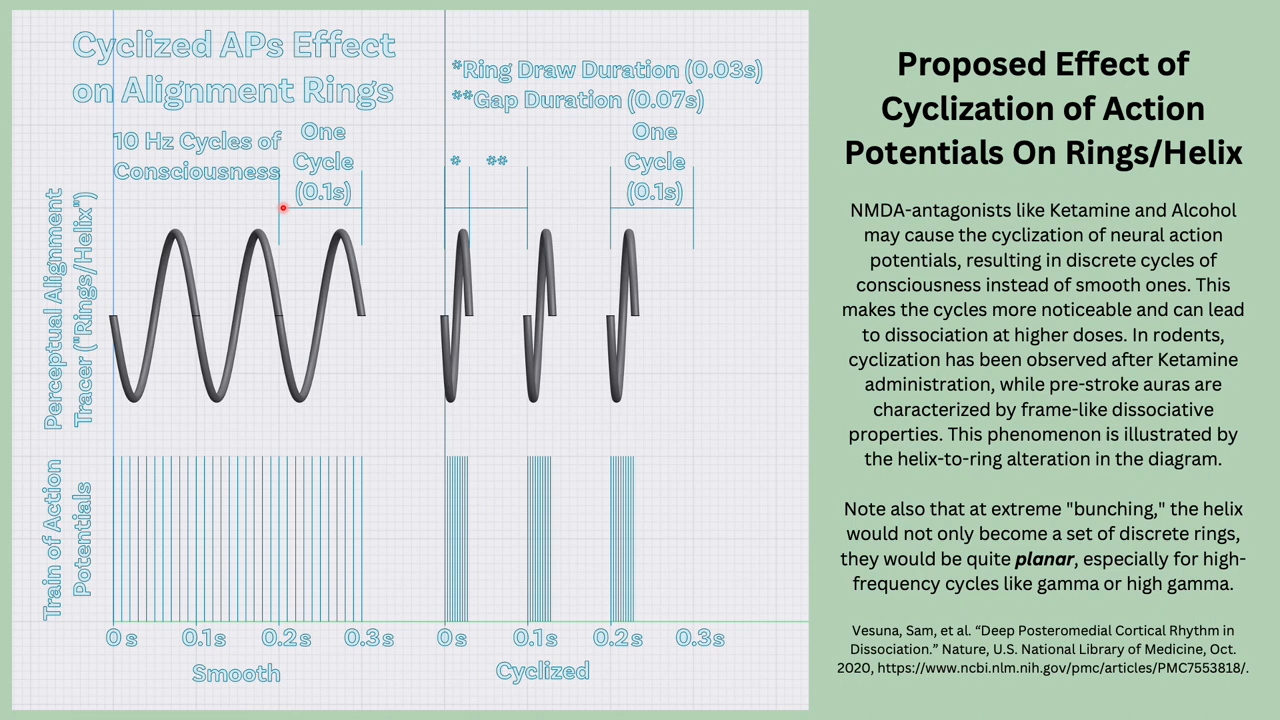 Cyclized APs Effect
on Alignment Rings
*Ring Draw Duration (0.03s)
**Gap Duration (0.07s)
10 Hz Cycles of
Consciousness
One
Cycle
(0.1s)
*
**
One
Cycle
(0.1s)
Perceptual Alignment
Tracer ("Rings/Helix")
Train of Action
Potentials
0 s
0.1s
0.2s
0.3s
0s
0.1s
0.2s
0.3s
Smooth
Cyclized
Proposed Effect of
Cyclization of Action
Potentials On Rings/Helix
NMDA-antagonists like Ketamine and Alcohol
may cause the cyclization of neural action
potentials, resulting in discrete cycles of
consciousness instead of smooth ones. This
makes the cycles more noticeable and can lead
to dissociation at higher doses. In rodents,
cyclization has been observed after Ketamine
administration, while pre-stroke auras are
characterized by frame-like dissociative
properties. This phenomenon is illustrated by
the helix-to-ring alteration in the diagram.
Note also that at extreme "bunching," the helix
would not only become a set of discrete rings,
they would be quite planar, especially for high-
frequency cycles like gamma or high gamma.
Vesuna, Sam, et al. “Deep Posteromedial Cortical Rhythm in
Dissociation.” Nature, U.S. National Library of Medicine, Oct.
2020, https://www.ncbi.nlm.nih.gov/pmc/articles/PMC7553818/.